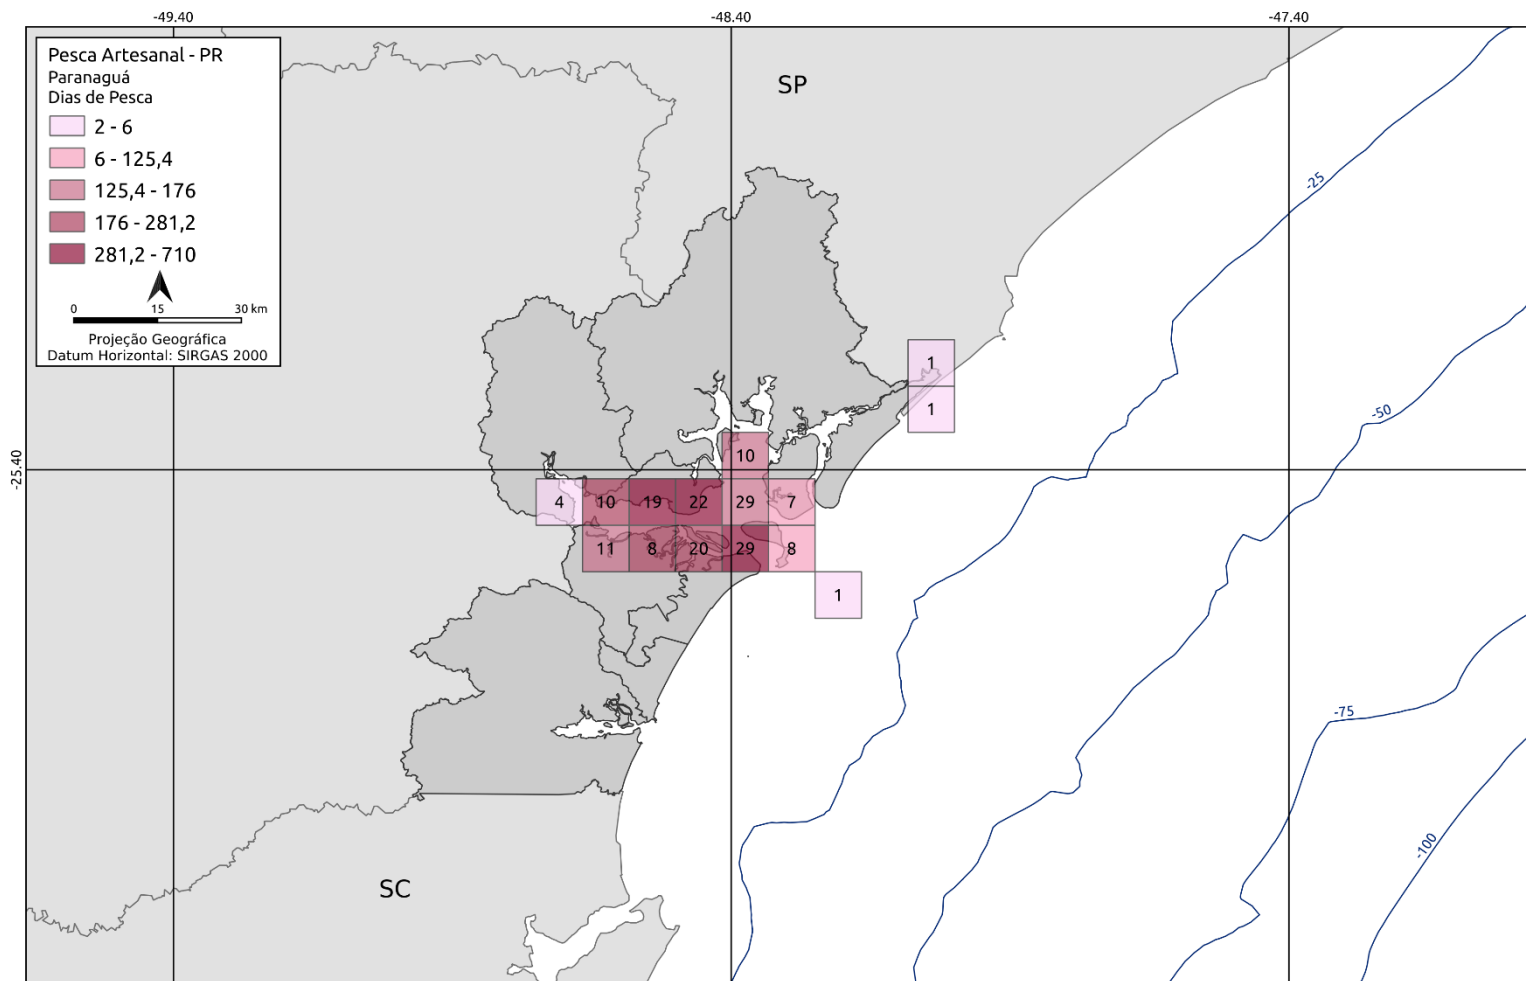 -49.40
-48.40
-47.40
Pesca Artesanal - PR
Paranaguá
Dias de Pesca
2 - 6
6 - 125,4
125,4 - 176
176 - 281,2
281,2 - 710
0 15 30 km
Projeção Geográfica
Datum Horizontal: SIRGAS 2000
SP
-25
1
1
-50
-25.40
10
4 10 19 22 29 7
11 8 20 29 8
1
-75
-100
SC